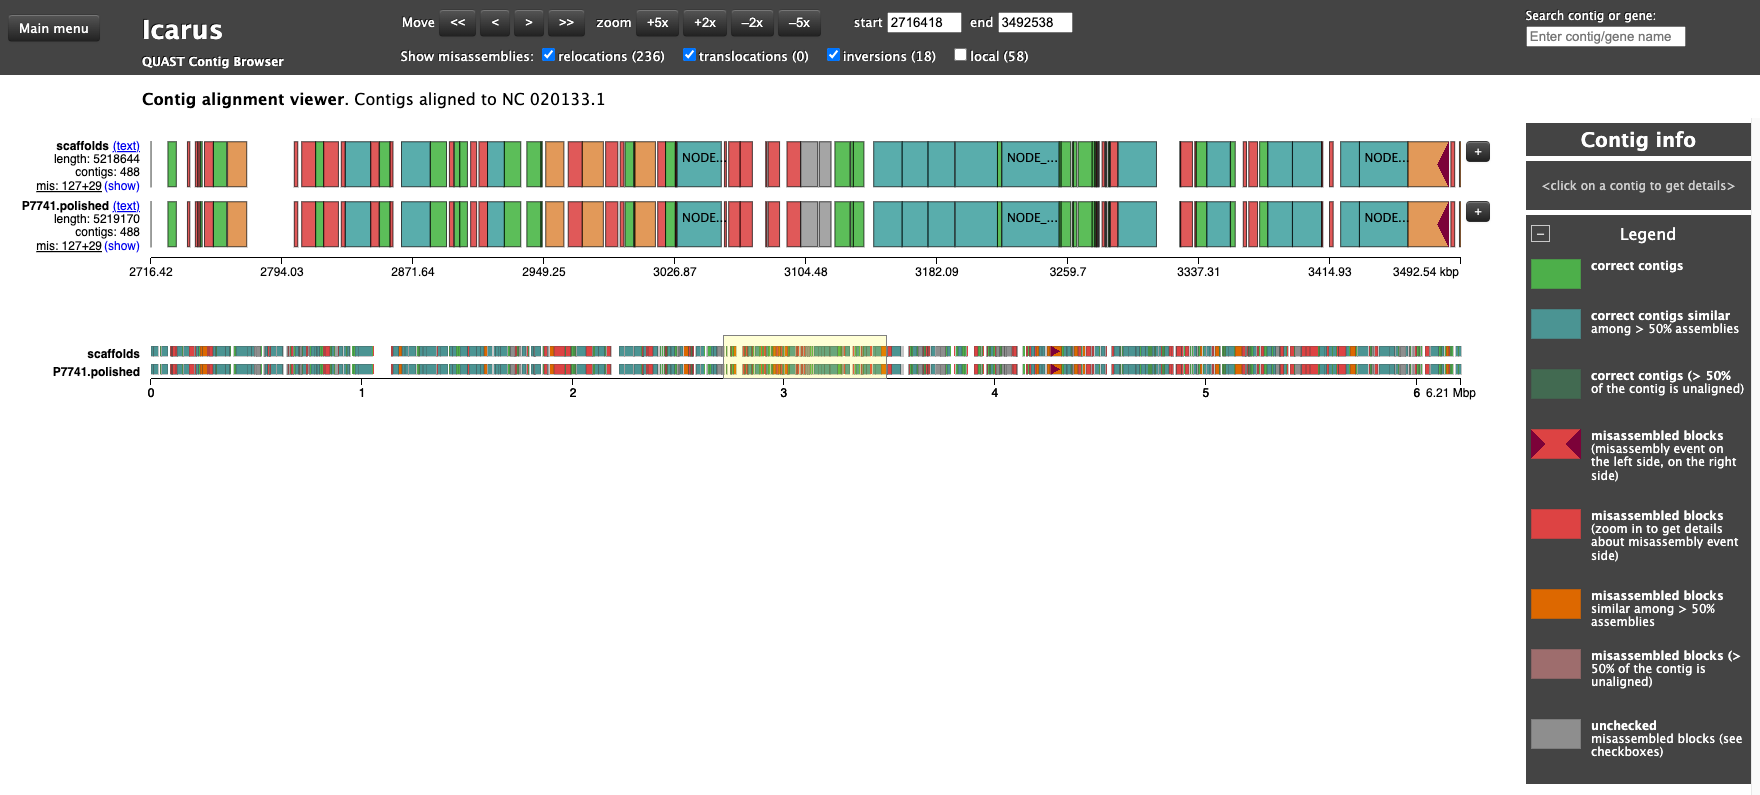 Main menu
Icarus
QUAST Contig Browser
Move << < > >> zoom +5x +2x –2x –5x start 2716418 end 3492538
Show misassemblies: relocations (236) translocations (0) inversions (18) local (58)
Search contig or gene:
Enter contig/gene name
Contig alignment viewer. Contigs aligned to NC 020133.1
scaffolds (text)
length: 5218644
contigs: 488
mis: 127+29 (show)
NODE... NODE_... NODE...
+
P7741.polished (text)
length: 5219170
contigs: 488
mis: 127+29 (show)
NODE... NODE_... NODE...
+
2716.42 2794.03 2871.64 2949.25 3026.87 3104.48 3182.09 3259.7 3337.31 3414.93 3492.54 kbp
scaffolds
P7741.polished
0 1 2 3 4 5 6 6.21 Mbp
Contig info
<click on a contig to get details>
– Legend
correct contigs
correct contigs similar
among > 50% assemblies
correct contigs (> 50%
of the contig is unaligned)
misassembled blocks
(misassembly event on
the left side, on the right
side)
misassembled blocks
(zoom in to get details
about misassembly event
side)
misassembled blocks
similar among > 50%
assemblies
misassembled blocks (>
50% of the contig is
unaligned)
unchecked
misassembled blocks (see
checkboxes)